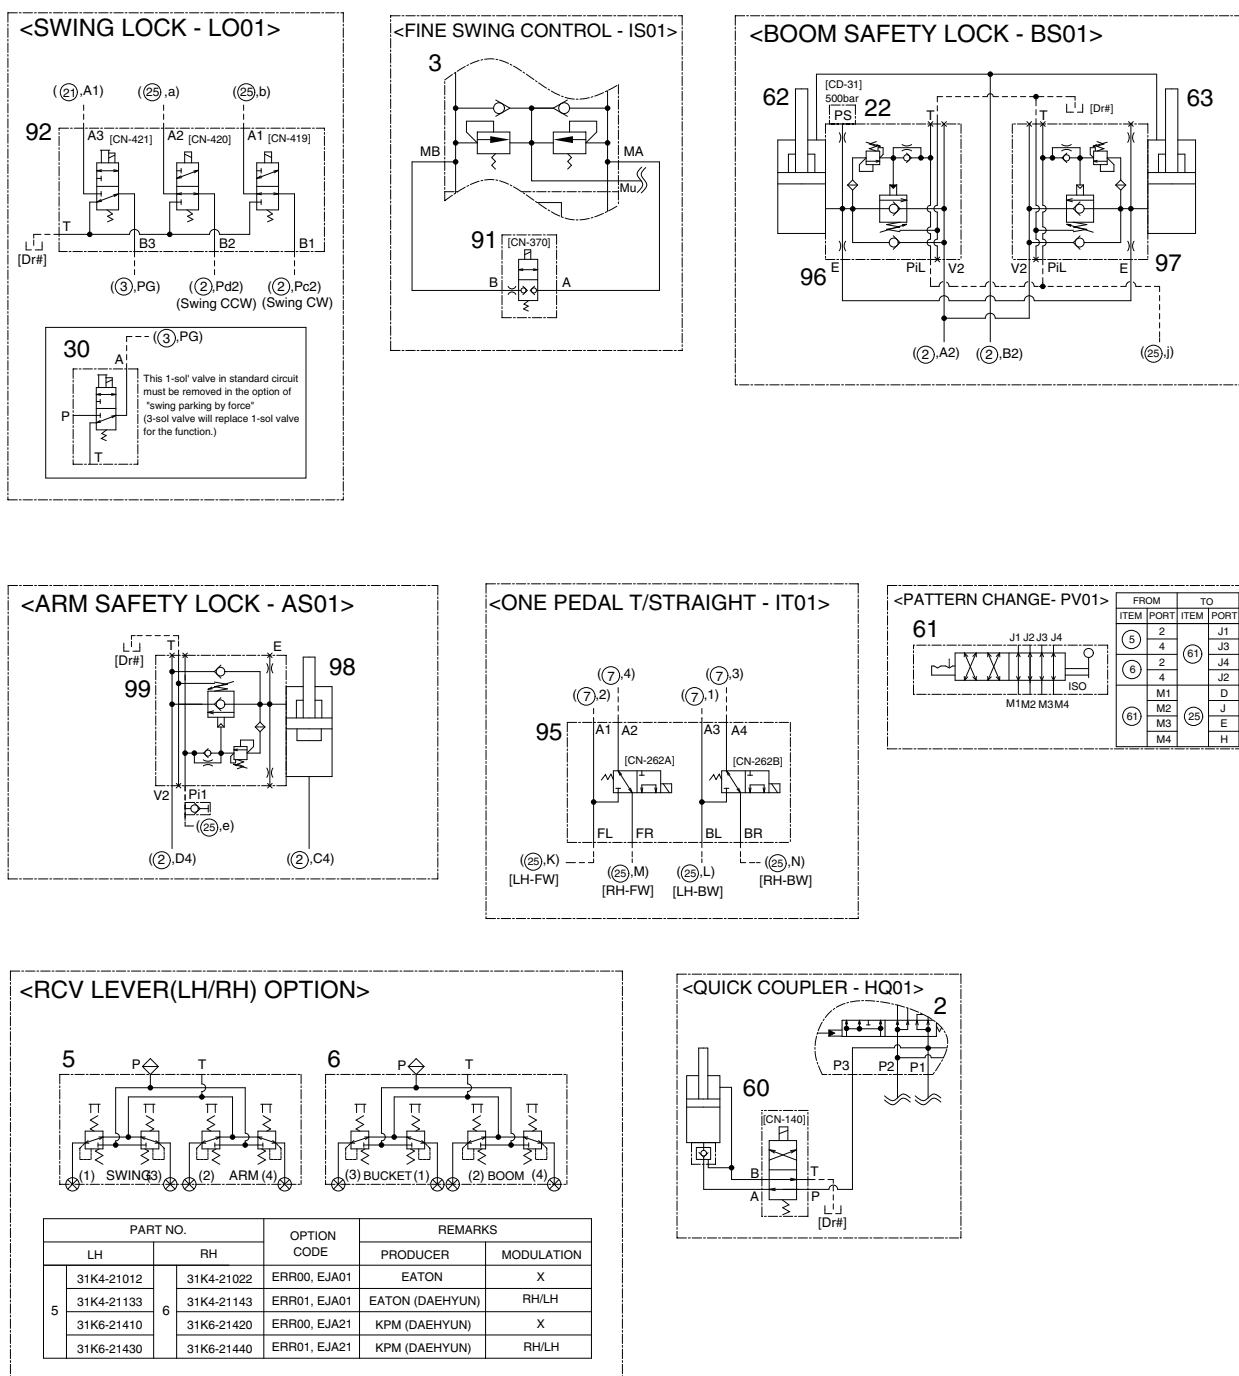 <SWING LOCK - LO01>
(21,A1)
(25,a)
(25,b)
92
A3
[CN-421]
A2
[CN-420]
A1
[CN-419]
T
[Dr#]
B3
B2
B1
(3,PG)
(2,Pd2)
(Swing CCW)
(2,Pc2)
(Swing CW)
30
(3,PG)
A
P
T
This 1-sol' valve in standard circuit
must be removed in the option of
"swing parking by force"
(3-sol valve will replace 1-sol valve
for the function.)
<FINE SWING CONTROL - IS01>
3
MB
MA
Mu
91
[CN-370]
B
A
<BOOM SAFETY LOCK - BS01>
[CD-31]
500bar
PS
62
22
T
[Dr#]
T
63
96
E
PiL
V2
V2
PiL
E
97
(2,A2)
(2,B2)
(25,j)
<ARM SAFETY LOCK - AS01>
[Dr#]
T
E
98
99
V2
Pi1
(25,e)
(2,D4)
(2,C4)
<ONE PEDAL T/STRAIGHT - IT01>
(7,4)
(7,2)
(7,3)
(7,1)
95
A1
A2
A3
A4
[CN-262A]
[CN-262B]
FL
FR
BL
BR
(25,K)
[LH-FW]
(25,M)
[RH-FW]
(25,L)
[LH-BW]
(25,N)
[RH-BW]
<PATTERN CHANGE- PV01>
61
J1 J2 J3 J4
ISO
M1 M2 M3 M4
FROM TO
ITEM PORT ITEM PORT
5 2 61 J1
4 J3
6 2 J4
4 J2
61 M1 25 D
M2 J
M3 E
M4 H
<RCV LEVER(LH/RH) OPTION>
5
P
T
6
P
T
(1) SWING (3) (2) ARM (4)
(3) BUCKET (1) (2) BOOM (4)
PART NO. OPTION CODE REMARKS
LH RH PRODUCER MODULATION
5 31K4-21012 6 31K4-21022 ERR00, EJA01 EATON X
31K4-21133 31K4-21143 ERR01, EJA01 EATON (DAEHYUN) RH/LH
31K6-21410 31K6-21420 ERR00, EJA21 KPM (DAEHYUN) X
31K6-21430 31K6-21440 ERR01, EJA21 KPM (DAEHYUN) RH/LH
<QUICK COUPLER - HQ01>
2
P3
P2
P1
60
[CN-140]
B
A
T
P
[Dr#]